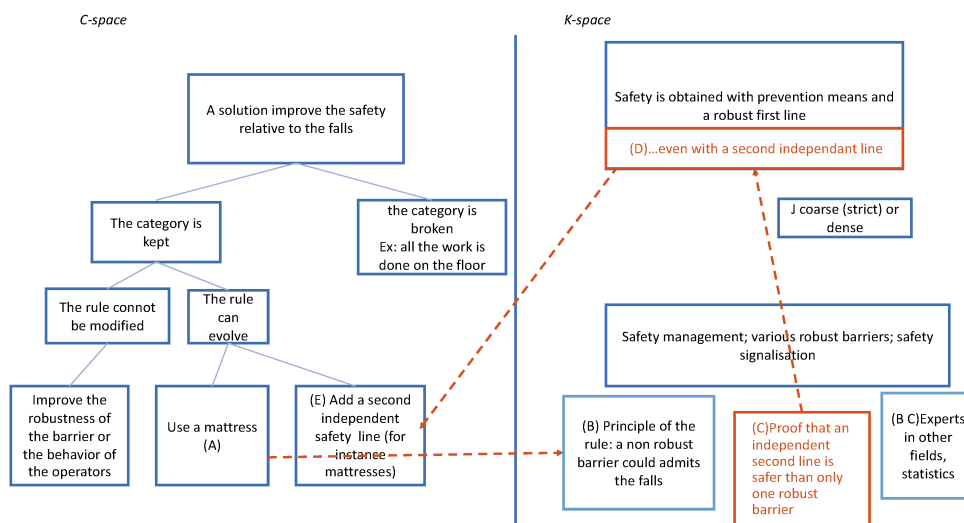 C-space
K-space
A solution improve the safety
relative to the falls
The category is
kept
the category is
broken
Ex: all the work is
done on the floor
The rule connot
be modified
The rule
can
evolve
Improve the
robustness of
the barrier or
the behavior of
the operators
Use a mattress
(A)
(E) Add a second
independent
safety line (for
instance
mattresses)
Safety is obtained with prevention means and
a robust first line
(D)...even with a second independant line
J coarse (strict) or
dense
Safety management; various robust barriers; safety
signalisation
(B) Principle of the
rule: a non robust
barrier could admits
the falls
(C)Proof that an
independent
second line is
safer than only
one robust
barrier
(B C)Experts
in other
fields,
statistics